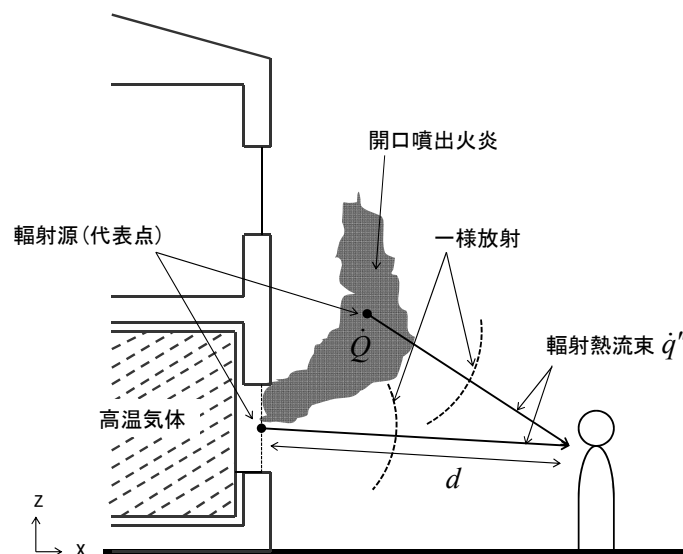 開口噴出火炎
輻射源(代表点)
一様放射
Q̇
輻射熱流束 q̇"
高温気体
d
z
x